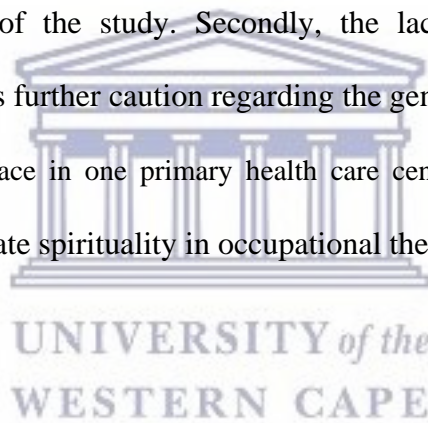 of the study. Secondly, the lac
s further caution regarding the gen
ace in one primary health care cen
ate spirituality in occupational the
UNIVERSITY of the
WESTERN CAPE